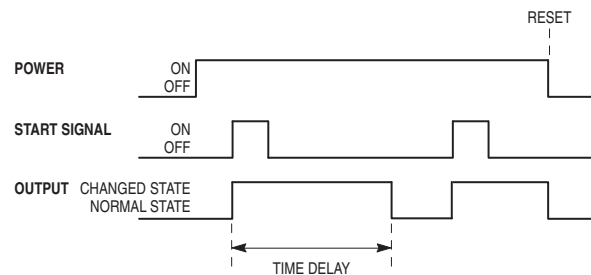 RESET
POWER ON
OFF
START SIGNAL ON
OFF
OUTPUT CHANGED STATE
NORMAL STATE
TIME DELAY